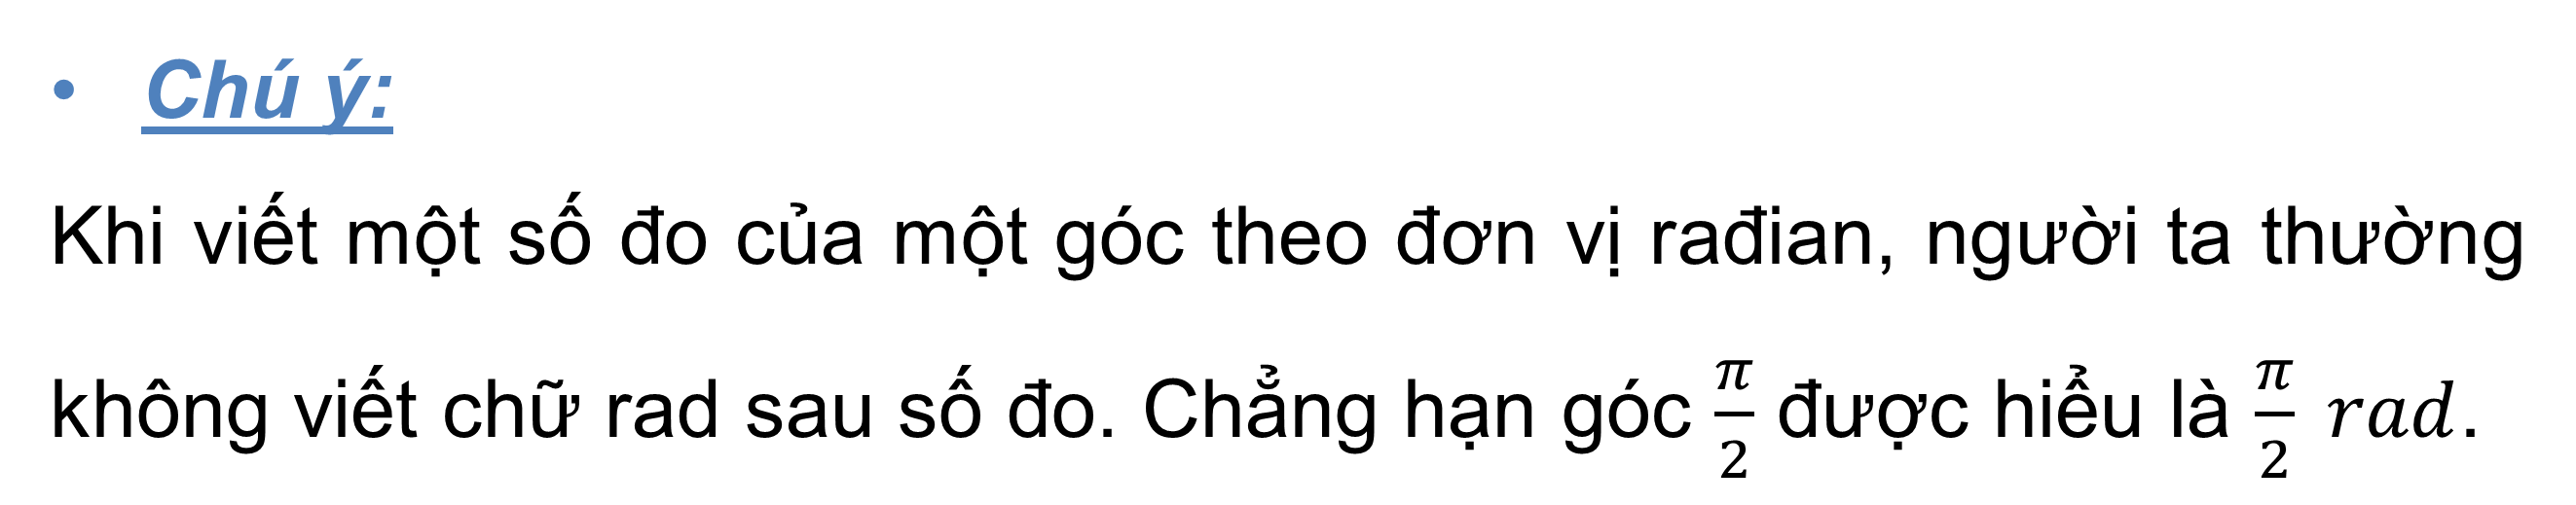 • Chú ý:
Khi viết một số đo của một góc theo đơn vị rađian, người ta thường
không viết chữ rad sau số đo. Chẳng hạn góc π/2 được hiểu là π/2 rad.